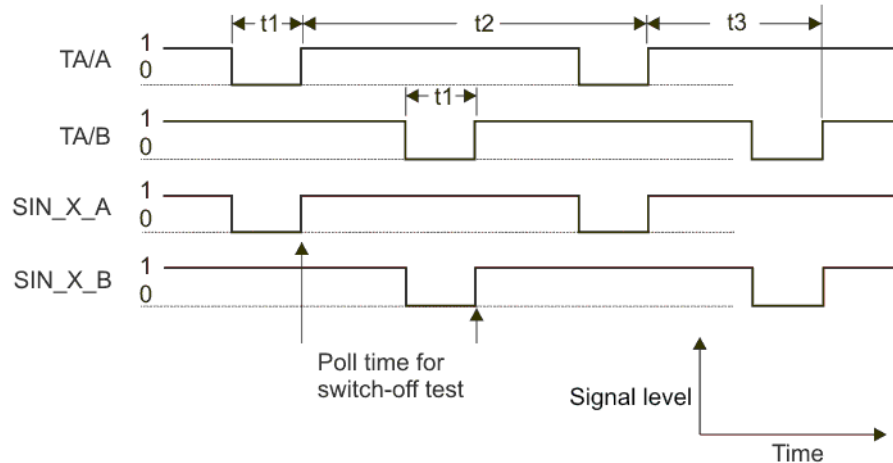 t1
t2
t3
TA/A
1
0
t1
TA/B
1
0
SIN_X_A
1
0
SIN_X_B
1
0
Poll time for
switch-off test
Signal level
Time